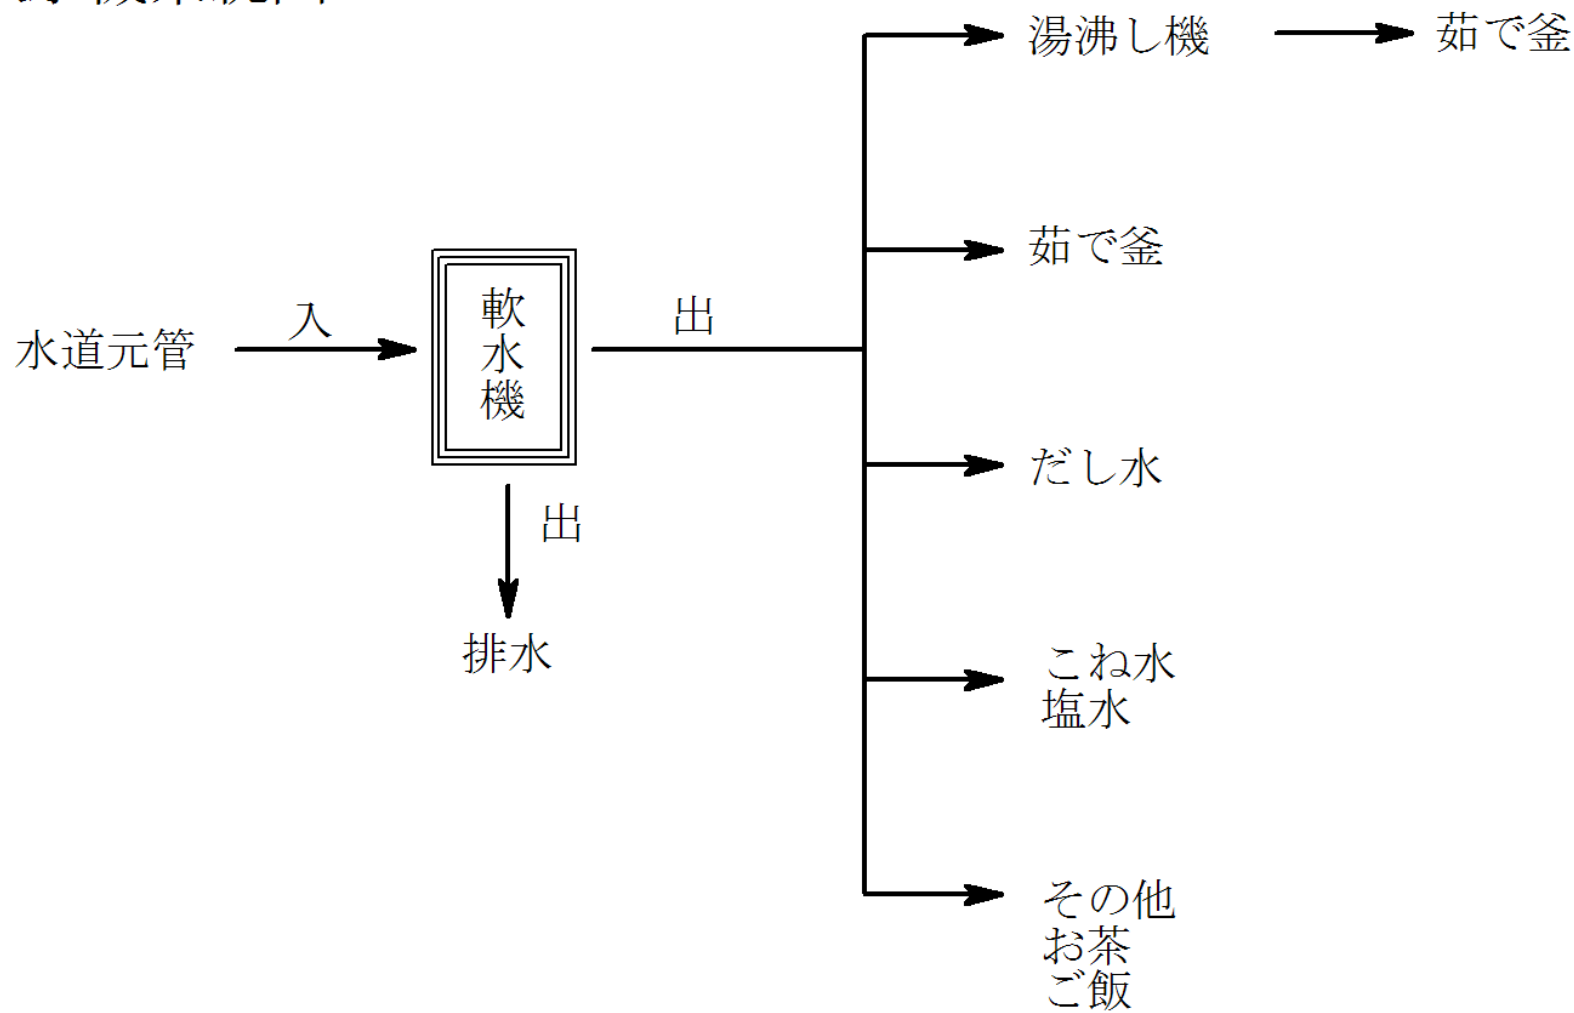 湯沸し機 茹で釜
茹で釜
水道元管 入 軟水機 出
だし水
出
排水
こね水
塩水
その他
お茶
ご飯